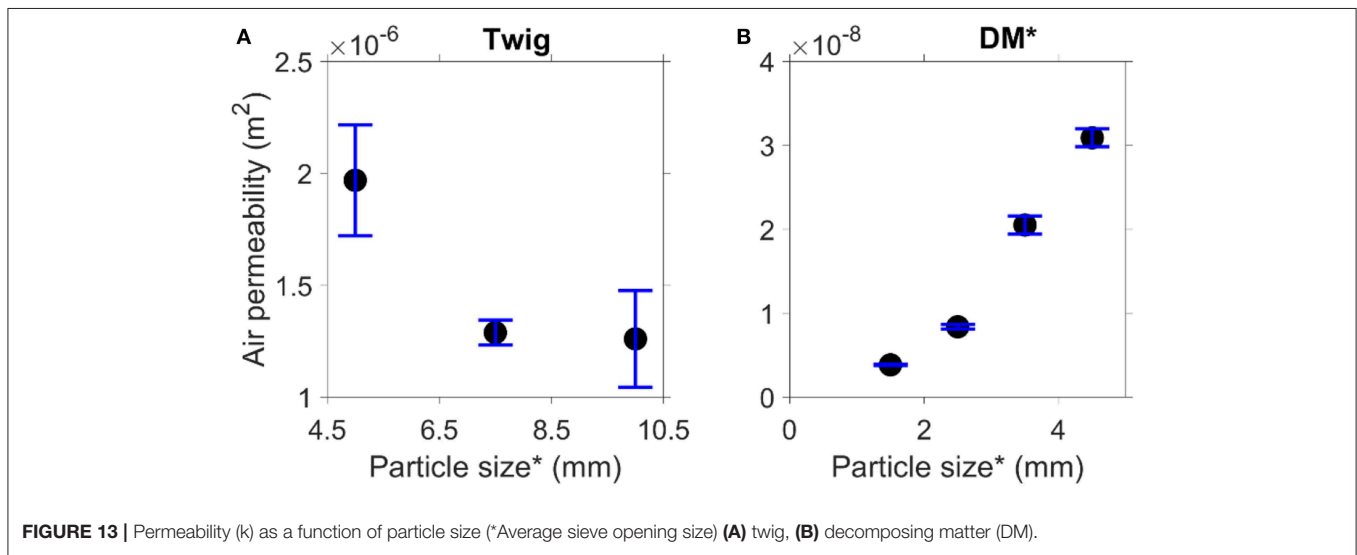 A
×10⁻⁶
Twig
2.5
2
1.5
1
Air permeability (m²)
4.5 6.5 8.5 10.5
Particle size* (mm)
B
×10⁻⁸
DM*
4
3
2
1
0
0 2 4
Particle size* (mm)
FIGURE 13 | Permeability (k) as a function of particle size (*Average sieve opening size) (A) twig, (B) decomposing matter (DM).